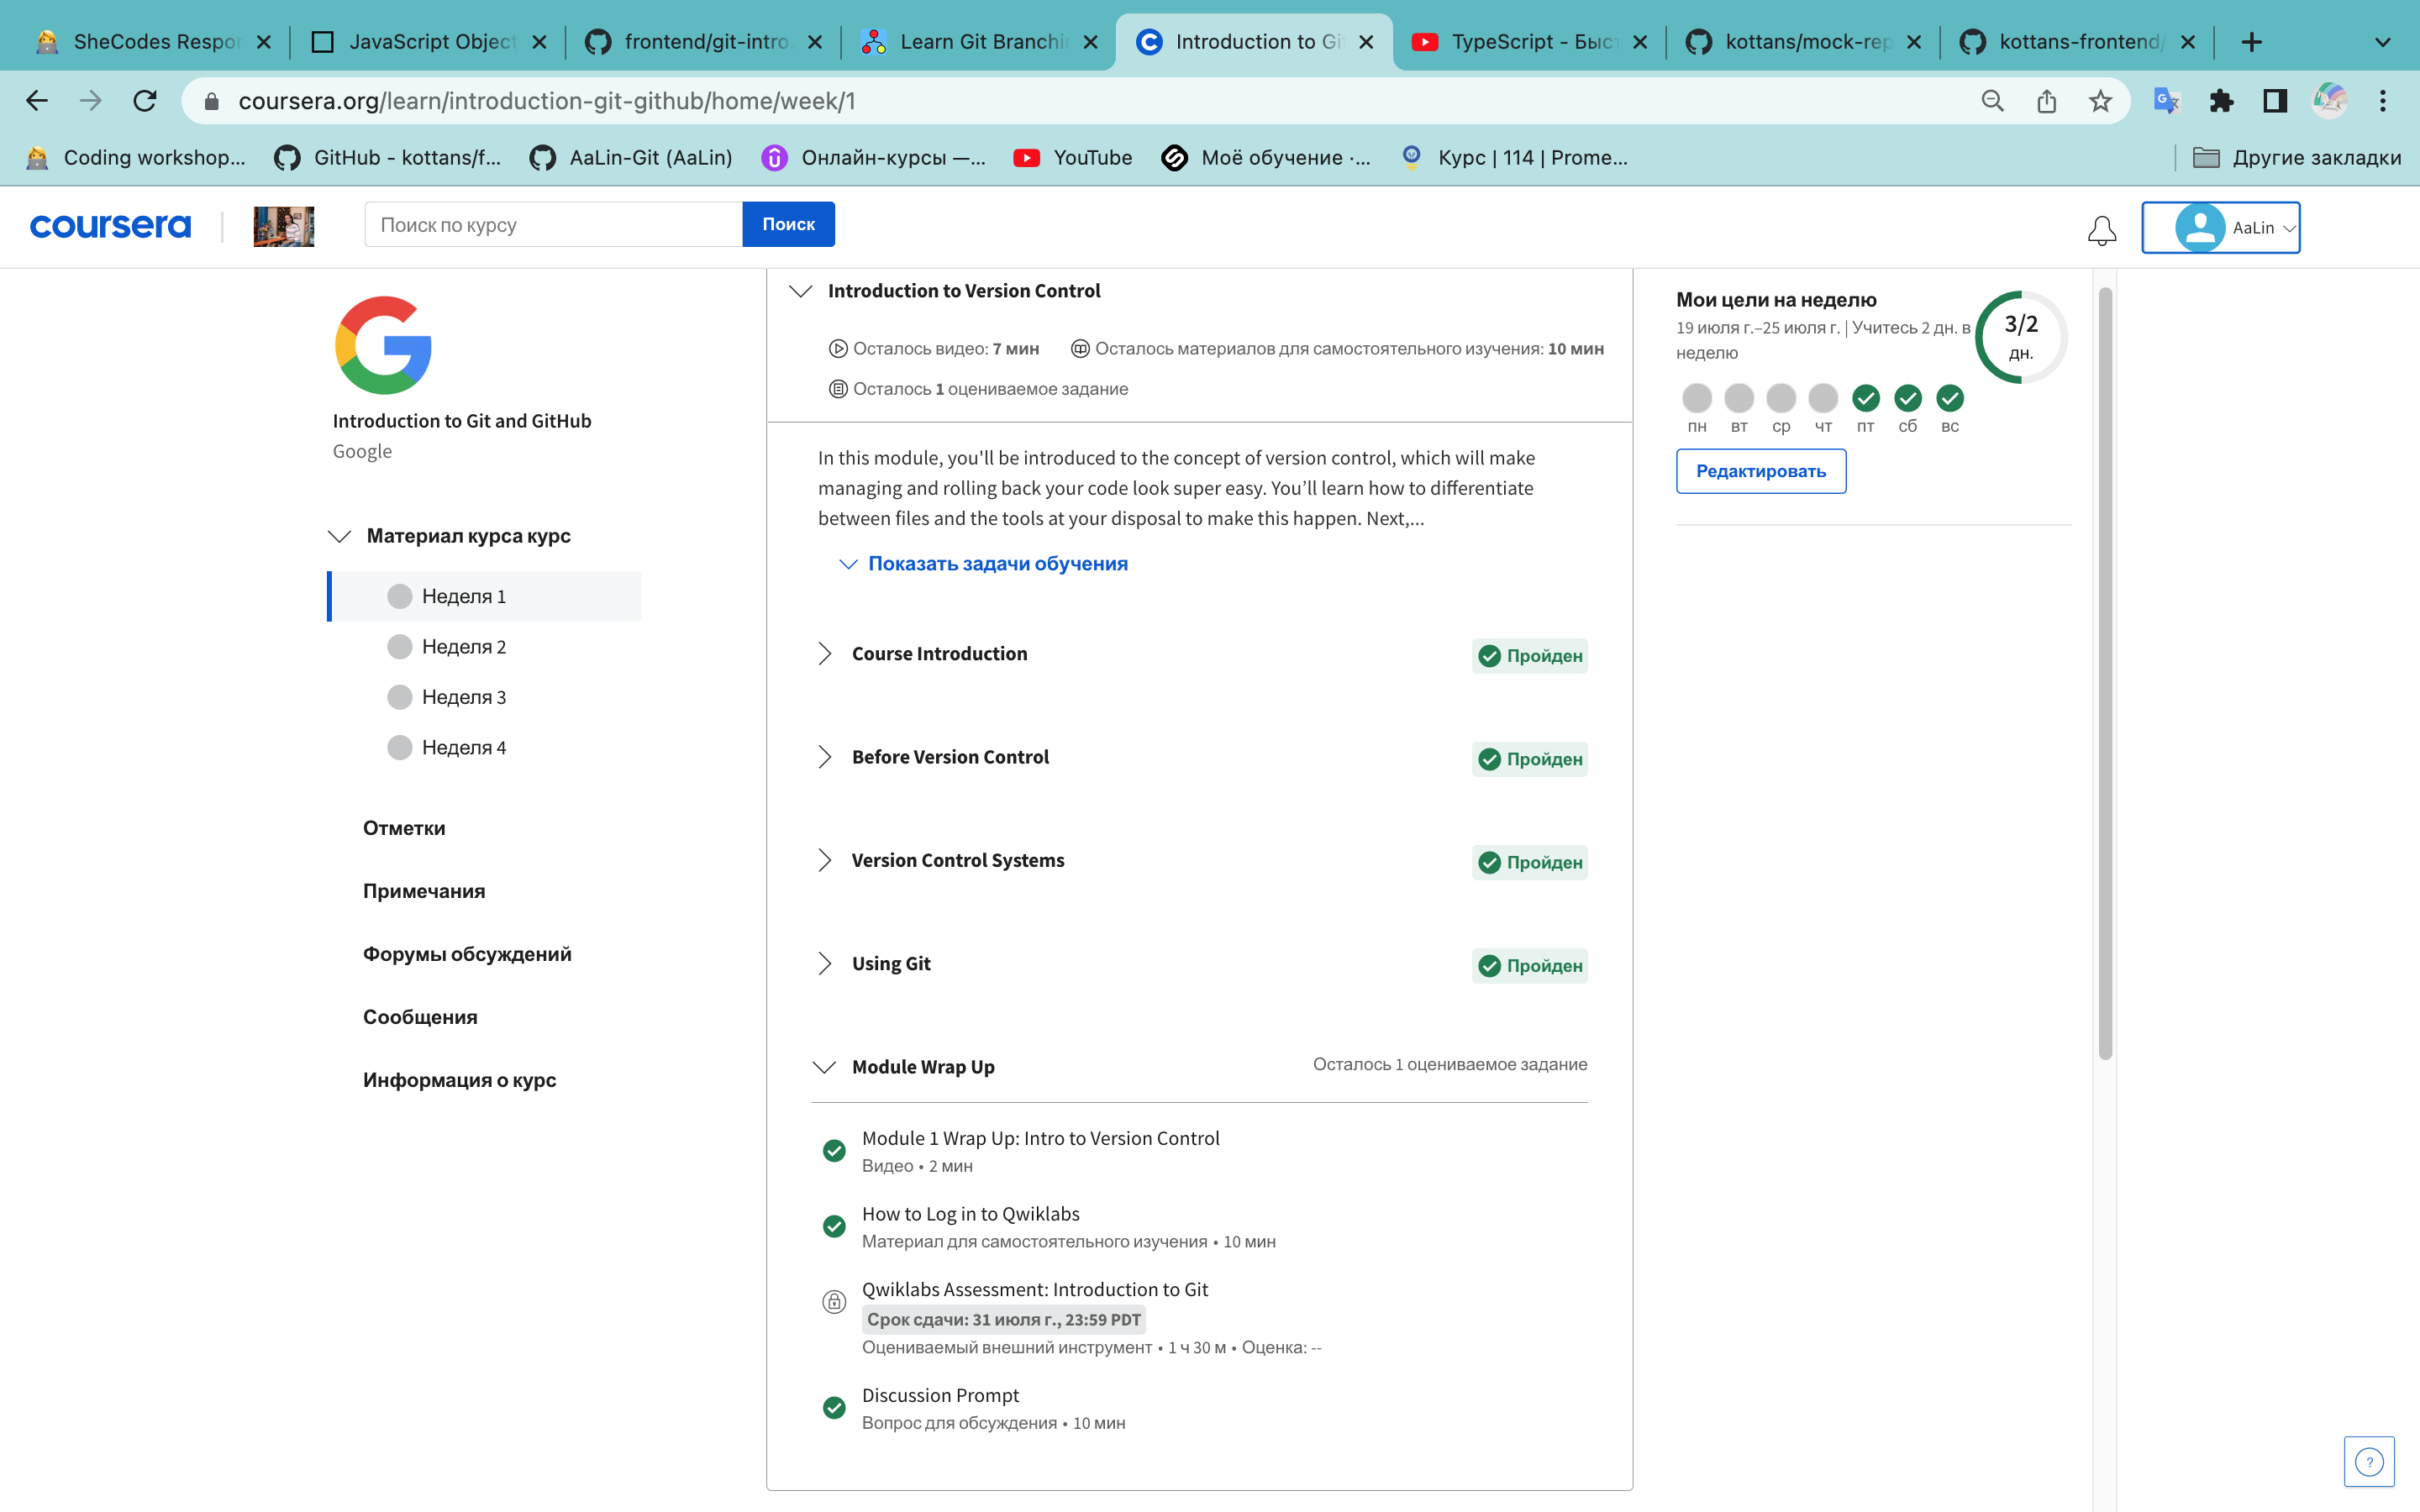 SheCodes Respor
JavaScript Object
frontend/git-intro.
Learn Git Branchi
Introduction to Gi
TypeScript - Быст
kottans/mock-rep
kottans-frontend/
coursera.org/learn/introduction-git-github/home/week/1
Coding workshop...
GitHub - kottans/f...
AaLin-Git (AaLin)
Онлайн-курсы —...
YouTube
Моё обучение ·...
Курс | 114 | Prome...
Другие закладки
coursera
Поиск по курсу
Поиск
AaLin
Introduction to Git and GitHub
Google
Материал курса курс
Неделя 1
Неделя 2
Неделя 3
Неделя 4
Отметки
Примечания
Форумы обсуждений
Сообщения
Информация о курс
Introduction to Version Control
Осталось видео: 7 мин
Осталось материалов для самостоятельного изучения: 10 мин
Осталось 1 оцениваемое задание
In this module, you'll be introduced to the concept of version control, which will make
managing and rolling back your code look super easy. You’ll learn how to differentiate
between files and the tools at your disposal to make this happen. Next,...
Показать задачи обучения
Course Introduction
Пройден
Before Version Control
Пройден
Version Control Systems
Пройден
Using Git
Пройден
Module Wrap Up
Осталось 1 оцениваемое задание
Module 1 Wrap Up: Intro to Version Control
Видео • 2 мин
How to Log in to Qwiklabs
Материал для самостоятельного изучения • 10 мин
Qwiklabs Assessment: Introduction to Git
Срок сдачи: 31 июля г., 23:59 PDT
Оцениваемый внешний инструмент • 1 ч 30 м • Оценка: --
Discussion Prompt
Вопрос для обсуждения • 10 мин
Мои цели на неделю
19 июля г.–25 июля г. | Учитесь 2 дн. в
неделю
3/2
дн.
пн вт ср чт пт сб вс
Редактировать
?